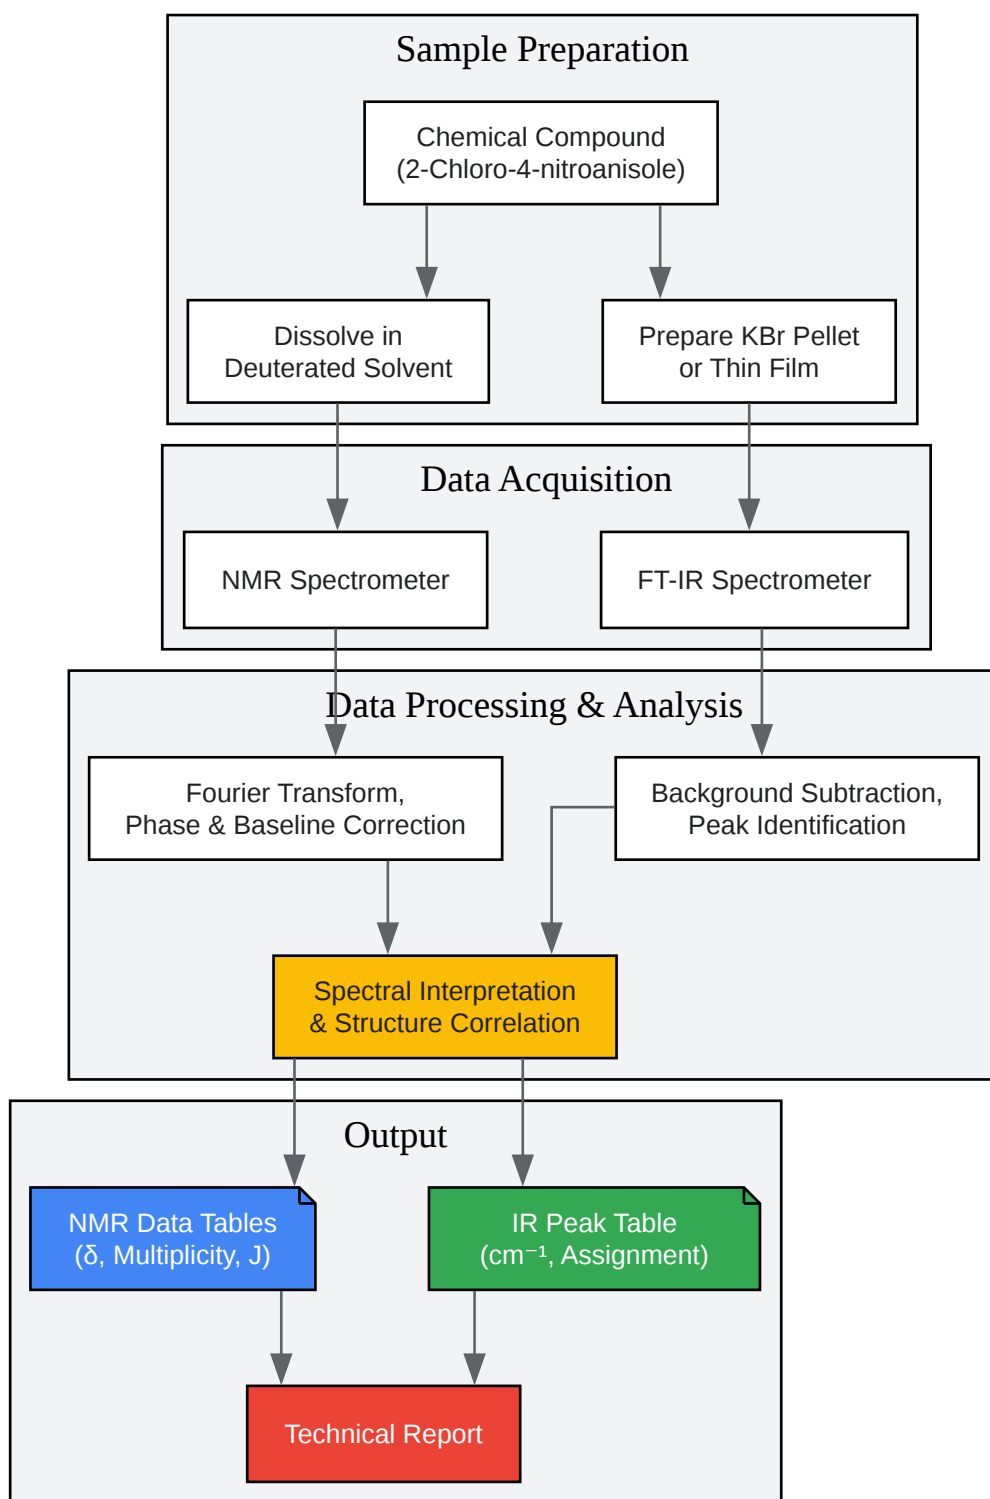 Sample Preparation
Chemical Compound
(2-Chloro-4-nitroanisole)
Dissolve in
Deuterated Solvent
Prepare KBr Pellet
or Thin Film
Data Acquisition
NMR Spectrometer
FT-IR Spectrometer
Data Processing & Analysis
Fourier Transform,
Phase & Baseline Correction
Background Subtraction,
Peak Identification
Spectral Interpretation
& Structure Correlation
Output
NMR Data Tables
(δ, Multiplicity, J)
IR Peak Table
(cm⁻¹, Assignment)
Technical Report